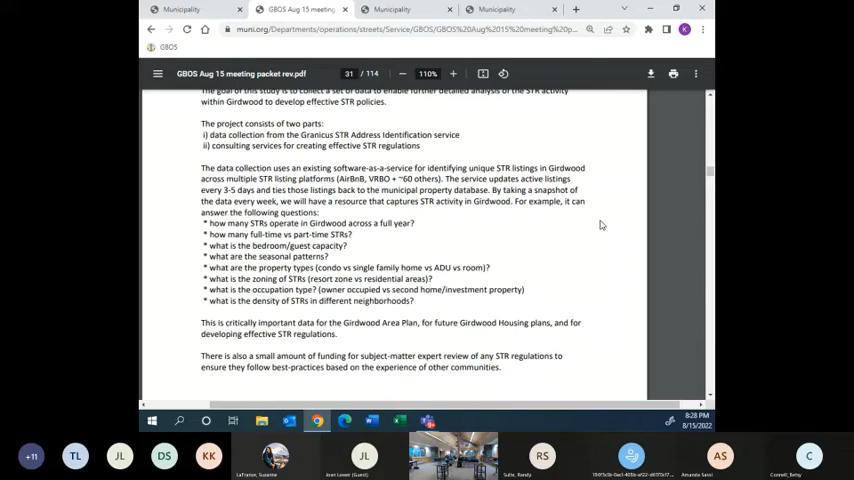 Municipality
GBOS Aug 15 meeting
Municipality
Municipality
muni.org/Departments/operations/streets/Service/GBOS/GBOS%20Aug%2015%20meeting%20p...
K
GBOS
GBOS Aug 15 meeting packet rev.pdf
31 / 114
110%
The goal of this study is to collect a set of data to enable further detailed analysis of the STR activity
within Girdwood to develop effective STR policies.
The project consists of two parts:
i) data collection from the Granicus STR Address Identification service
ii) consulting services for creating effective STR regulations
The data collection uses an existing software-as-a-service for identifying unique STR listings in Girdwood
across multiple STR listing platforms (AirBnB, VRBO + ~60 others). The service updates active listings
every 3-5 days and ties those listings back to the municipal property database. By taking a snapshot of
the data every week, we will have a resource that captures STR activity in Girdwood. For example, it can
answer the following questions:
* how many STRs operate in Girdwood across a full year?
* how many full-time vs part-time STRs?
* what is the bedroom/guest capacity?
* what are the seasonal patterns?
* what are the property types (condo vs single family home vs ADU vs room)?
* what is the zoning of STRs (resort zone vs residential areas)?
* what is the occupation type? (owner occupied vs second home/investment property)
* what is the density of STRs in different neighborhoods?
This is critically important data for the Girdwood Area Plan, for future Girdwood Housing plans, and for
developing effective STR regulations.
There is also a small amount of funding for subject-matter expert review of any STR regulations to
ensure they follow best-practices based on the experience of other communities.
8:28 PM
8/15/2022
+11
TL
JL
DS
KK
JL
RS
AS
C
LaFrance, Suzanne
Jean Lower (Guest)
Sulte, Randy
Amanda Sassi
Connell, Betsy